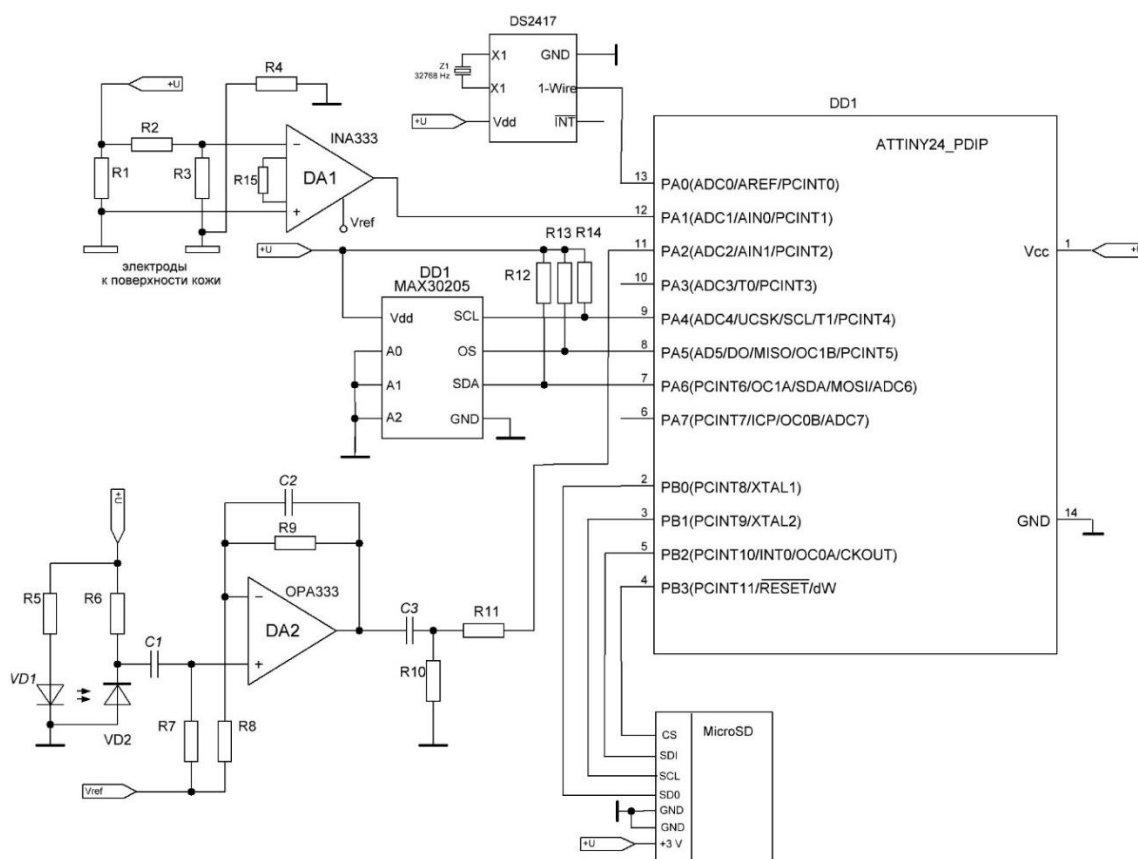 DS2417
X1
GND
Z1
32768 Hz
X1
1-Wire
+U
Vdd
INT
+U
R4
R2
INA333
R1
R3
R15
DA1
Vref
электроды
к поверхности кожи
+U
R13
R14
R12
DD1
MAX30205
Vdd
SCL
A0
OS
A1
SDA
A2
GND
DD1
ATTINY24_PDIP
13
PA0(ADC0/AREF/PCINT0)
12
PA1(ADC1/AIN0/PCINT1)
11
PA2(ADC2/AIN1/PCINT2)
Vcc
1
+U
10
PA3(ADC3/T0/PCINT3)
9
PA4(ADC4/UCSK/SCL/T1/PCINT4)
8
PA5(AD5/DO/MISO/OC1B/PCINT5)
7
PA6(PCINT6/OC1A/SDA/MOSI/ADC6)
6
PA7(PCINT7/ICP/OC0B/ADC7)
2
PB0(PCINT8/XTAL1)
3
PB1(PCINT9/XTAL2)
GND
14
5
PB2(PCINT10/INT0/OC0A/CKOUT)
4
PB3(PCINT11/RESET/dW
+U
C2
R9
R5
R6
OPA333
DA2
C1
C3
R11
R10
VD1
VD2
R7
R8
Vref
CS
MicroSD
SDI
SCL
SD0
GND
GND
+U
+3 V